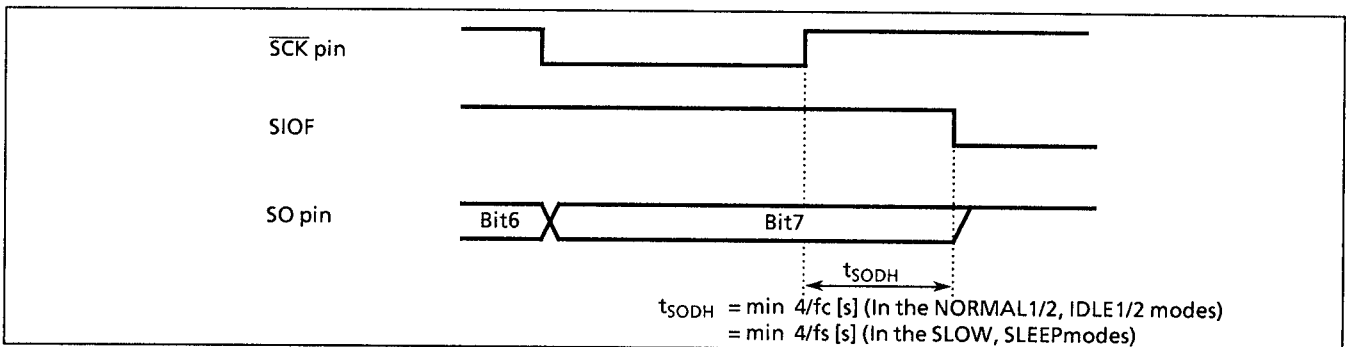 SCK pin
SIOF
SO pin
Bit6
Bit7
tSODH
tSODH = min 4/fc [s] (In the NORMAL1/2, IDLE1/2 modes)
= min 4/fs [s] (In the SLOW, SLEEPmodes)